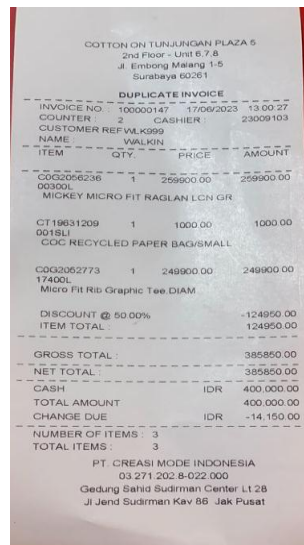 COTTON ON TUNJUNGAN PLAZA 5
2nd Floor - Unit 6,7,8
Jl. Embong Malang 1-5
Surabaya 60261
DUPLICATE INVOICE
INVOICE NO. : 100000147 17/06/2023 13:00:27
COUNTER : 2 CASHIER : 23009103
CUSTOMER REF WLK999
NAME : WALKIN
ITEM QTY. PRICE AMOUNT
C0G2056236 1 259900.00 259900.00
00300L
MICKEY MICRO FIT RAGLAN LCN GR
CT19631209 1 1000.00 1000.00
001SLI
COC RECYCLED PAPER BAG/SMALL
C0G2052773 1 249900.00 249900.00
17400L
Micro Fit Rib Graphic Tee.DIAM
DISCOUNT @ 50.00% -124950.00
ITEM TOTAL : 124950.00
GROSS TOTAL : 385850.00
NET TOTAL : 385850.00
CASH IDR 400,000.00
TOTAL AMOUNT 400,000.00
CHANGE DUE IDR -14,150.00
NUMBER OF ITEMS : 3
TOTAL ITEMS : 3
PT. CREASI MODE INDONESIA
03.271.202.8-022.000
Gedung Sahid Sudirman Center Lt 28
Jl Jend Sudirman Kav 86 Jak Pusat